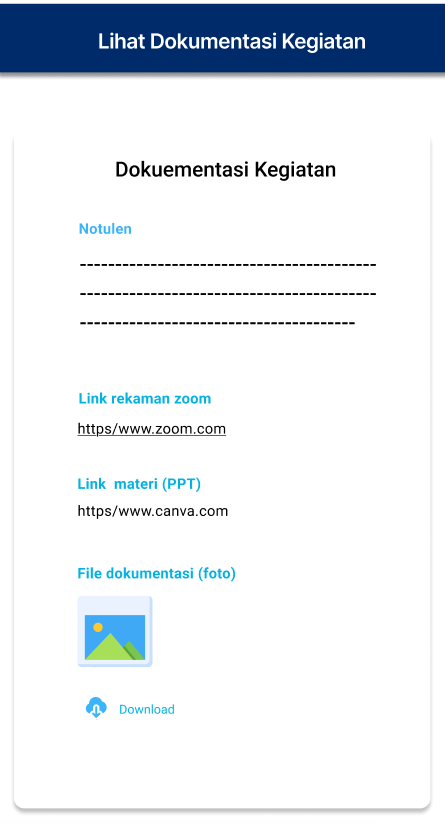 Lihat Dokumentasi Kegiatan
Dokuementasi Kegiatan
Notulen
------------------------------------------
------------------------------------------
---------------------------------------
Link rekaman zoom
https/www.zoom.com
Link  materi (PPT)
https/www.canva.com
File dokumentasi (foto)
Download